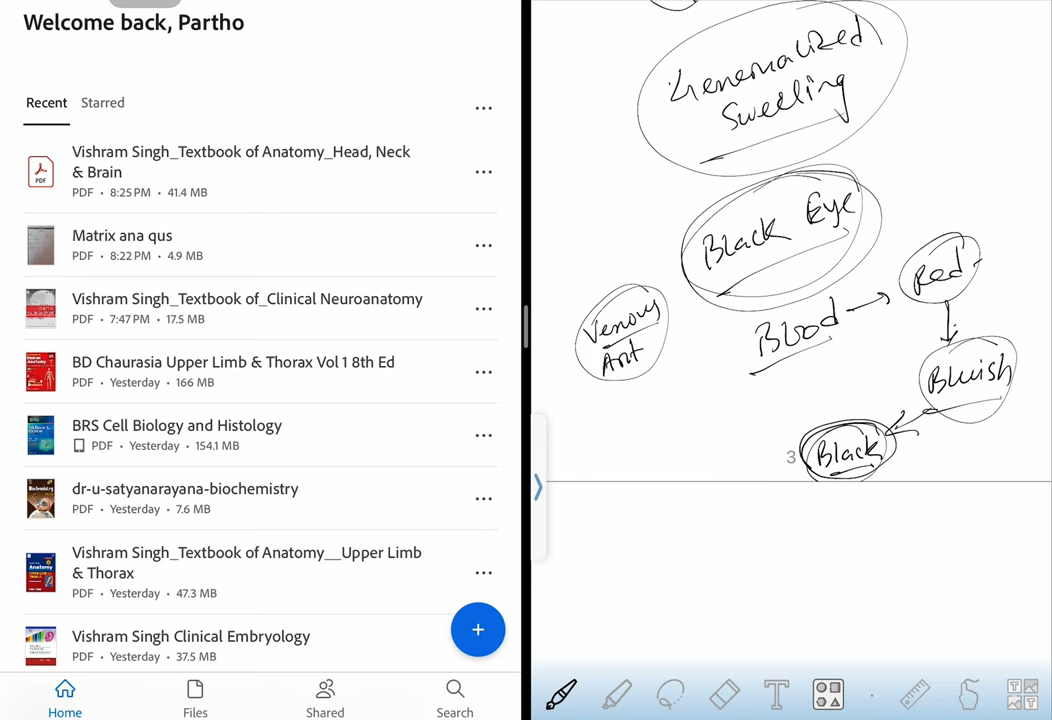 Welcome back, Partho
Recent Starred
Vishram Singh_Textbook of Anatomy_Head, Neck
& Brain
PDF • 8:25 PM • 41.4 MB
PDF
Matrix ana qus
PDF • 8:22 PM • 4.9 MB
Vishram Singh_Textbook of_Clinical Neuroanatomy
PDF • 7:47 PM • 17.5 MB
BD Chaurasia Upper Limb & Thorax Vol 1 8th Ed
PDF • Yesterday • 166 MB
BRS Cell Biology and Histology
PDF • Yesterday • 154.1 MB
dr-u-satyanarayana-biochemistry
PDF • Yesterday • 7.6 MB
Vishram Singh_Textbook of Anatomy__Upper Limb
& Thorax
PDF • Yesterday • 47.3 MB
Vishram Singh Clinical Embryology
PDF • Yesterday • 37.5 MB
Home Files Shared Search
Generalized
Swelling
Black Eye
Blood → Red
Venous
Ant
Bluish
Black
3